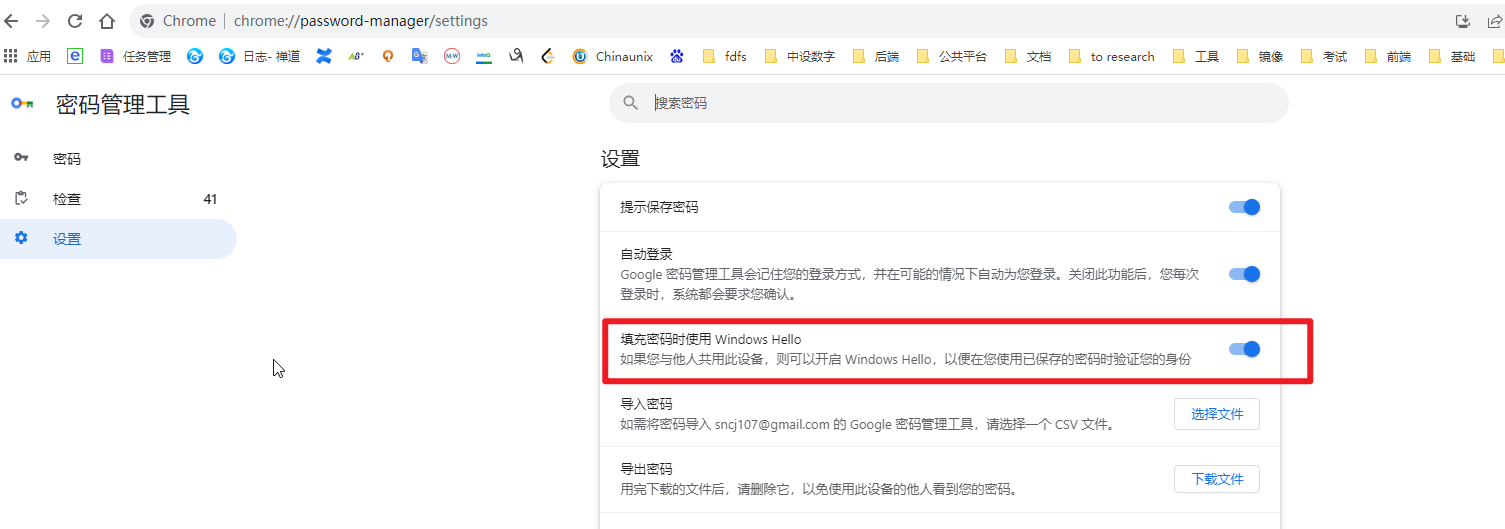 Chrome | chrome://password-manager/settings
应用 任务管理 日志- 禅道 Chinaunix fdfs 中设数字 后端 公共平台 文档 to research 工具 镜像 考试 前端 基础
密码管理工具
搜索密码
密码
检查 41
设置
设置
提示保存密码
自动登录
Google 密码管理工具会记住您的登录方式，并在可能的情况下自动为您登录。关闭此功能后，您每次
登录时，系统都会要求您确认。
填充密码时使用 Windows Hello
如果您与他人共用此设备，则可以开启 Windows Hello，以便在您使用已保存的密码时验证您的身份
导入密码
如需将密码导入 sncj107@gmail.com 的 Google 密码管理工具，请选择一个 CSV 文件。
选择文件
导出密码
用完下载的文件后，请删除它，以免使用此设备的他人看到您的密码。
下载文件